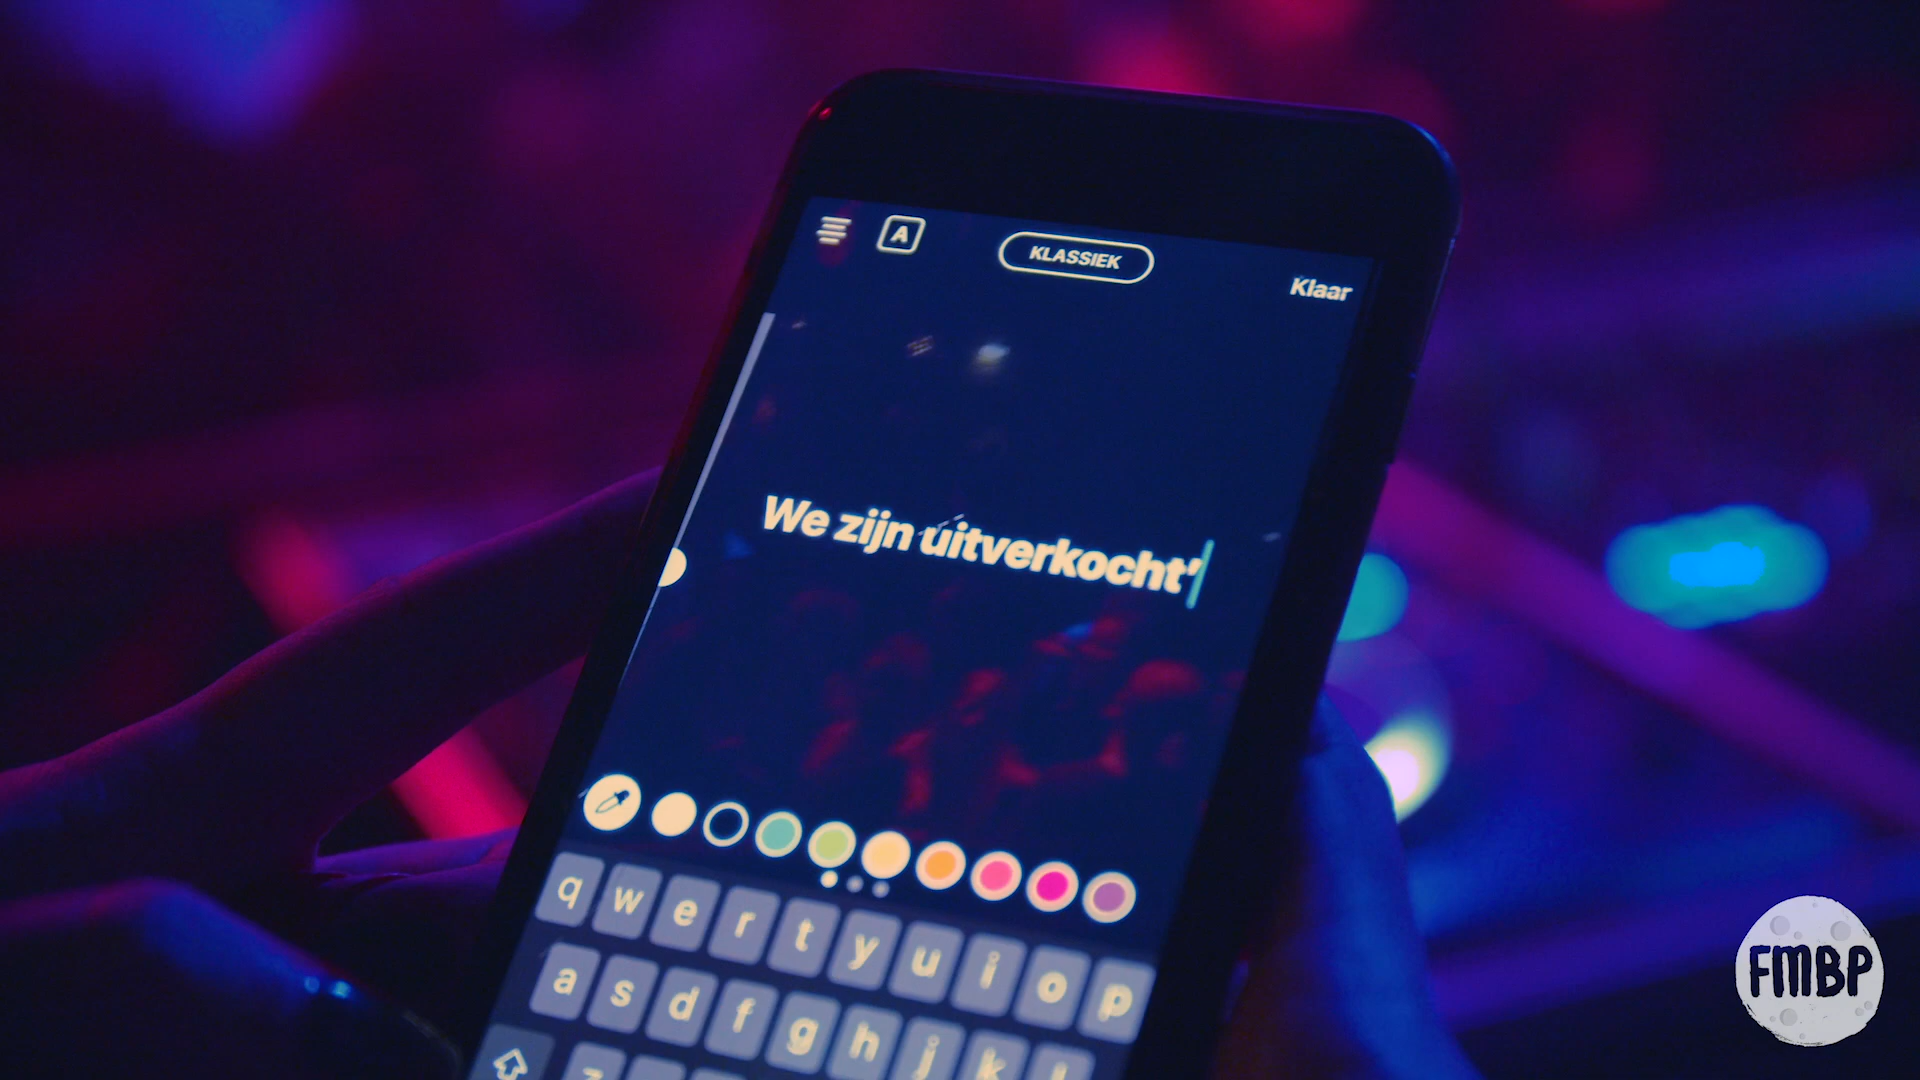 A
KLASSIEK
Klaar
We zijn uitverkocht'
q w e r t y u i o p
a s d f g h j k l
z
FMBP